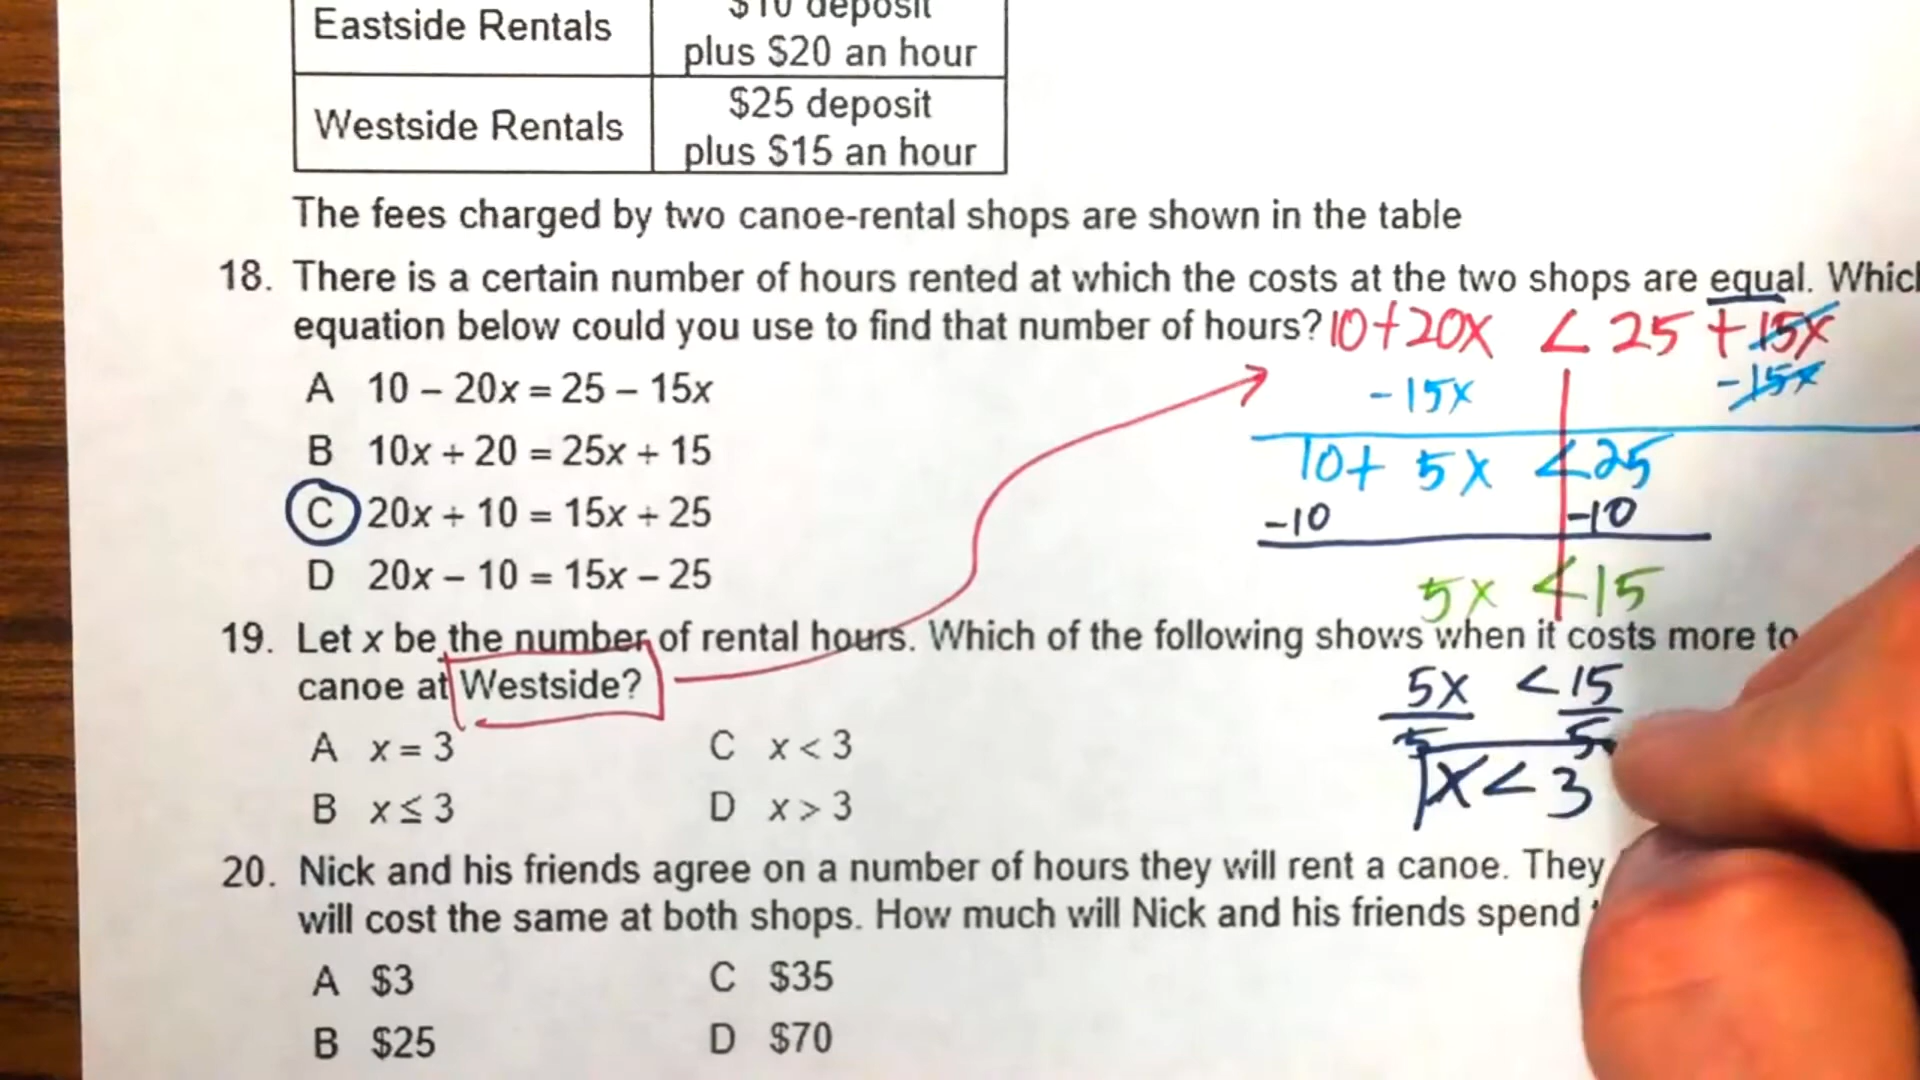 Eastside Rentals
$10 deposit
plus $20 an hour
Westside Rentals
$25 deposit
plus $15 an hour
The fees charged by two canoe-rental shops are shown in the table
18. There is a certain number of hours rented at which the costs at the two shops are equal. Which
equation below could you use to find that number of hours?
10+20x < 25 +15x
-15x -15x
A 10 – 20x = 25 – 15x
10+ 5x <25
B 10x + 20 = 25x + 15
-10 -10
C 20x + 10 = 15x + 25
5x <15
D 20x – 10 = 15x – 25
19. Let x be the number of rental hours. Which of the following shows when it costs more to
canoe at Westside?
5x <15
5 5
A x = 3 C x < 3
x<3
B x ≤ 3 D x > 3
20. Nick and his friends agree on a number of hours they will rent a canoe. They
will cost the same at both shops. How much will Nick and his friends spend
A $3 C $35
B $25 D $70